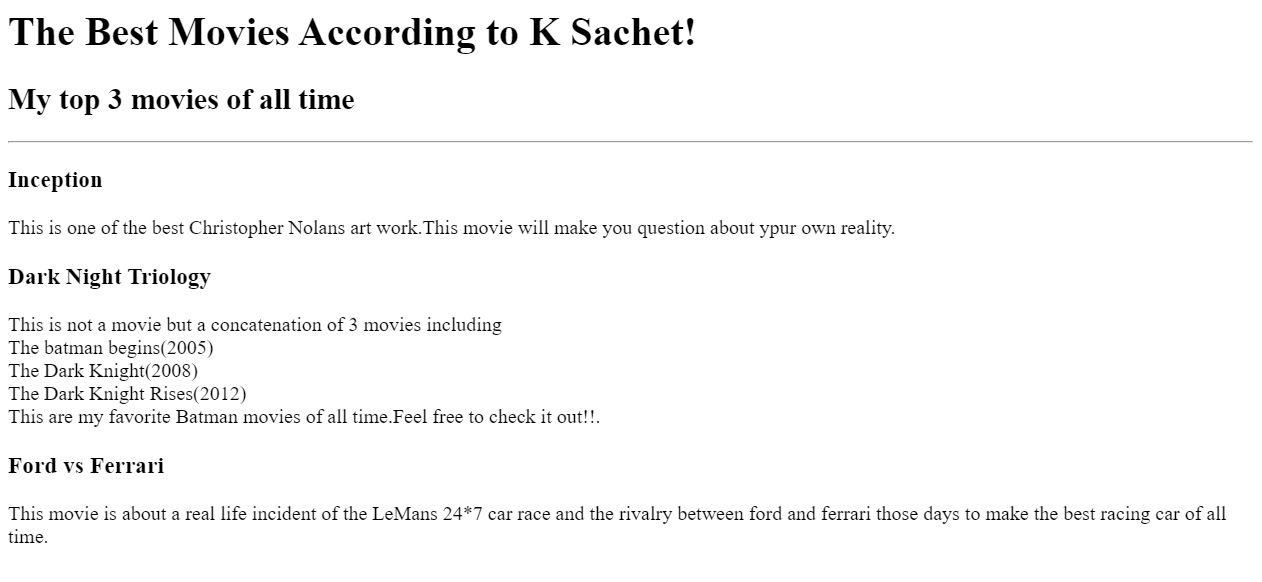 The Best Movies According to K Sachet!
My top 3 movies of all time
Inception
This is one of the best Christopher Nolans art work.This movie will make you question about ypur own reality.
Dark Night Triology
This is not a movie but a concatenation of 3 movies including
The batman begins(2005)
The Dark Knight(2008)
The Dark Knight Rises(2012)
This are my favorite Batman movies of all time.Feel free to check it out!!.
Ford vs Ferrari
This movie is about a real life incident of the LeMans 24*7 car race and the rivalry between ford and ferrari those days to make the best racing car of all
time.